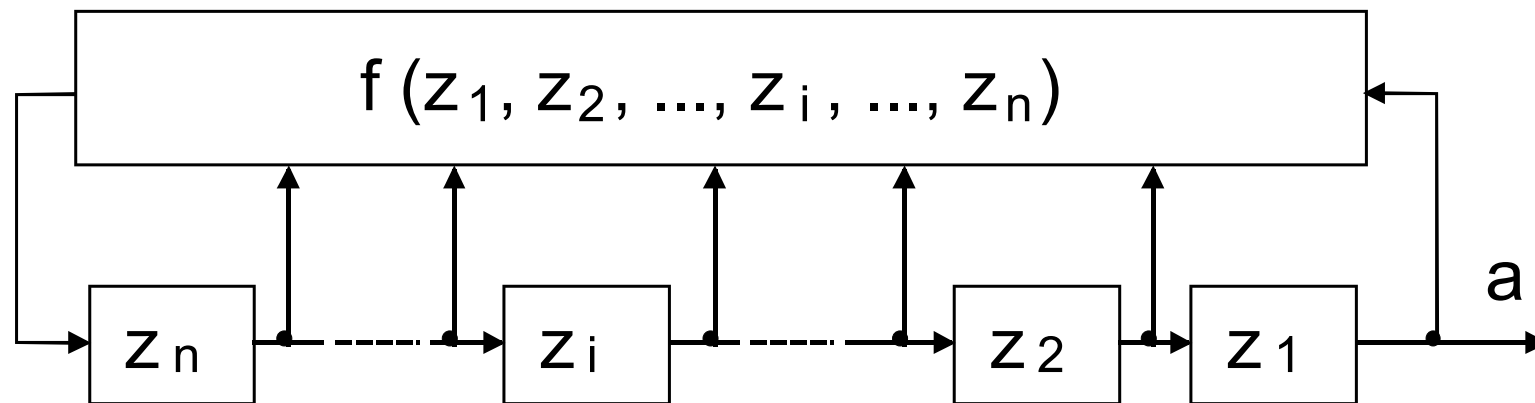 f (z₁, z₂, ..., zᵢ, ..., zₙ)
a
zₙ
zᵢ
z₂
z₁